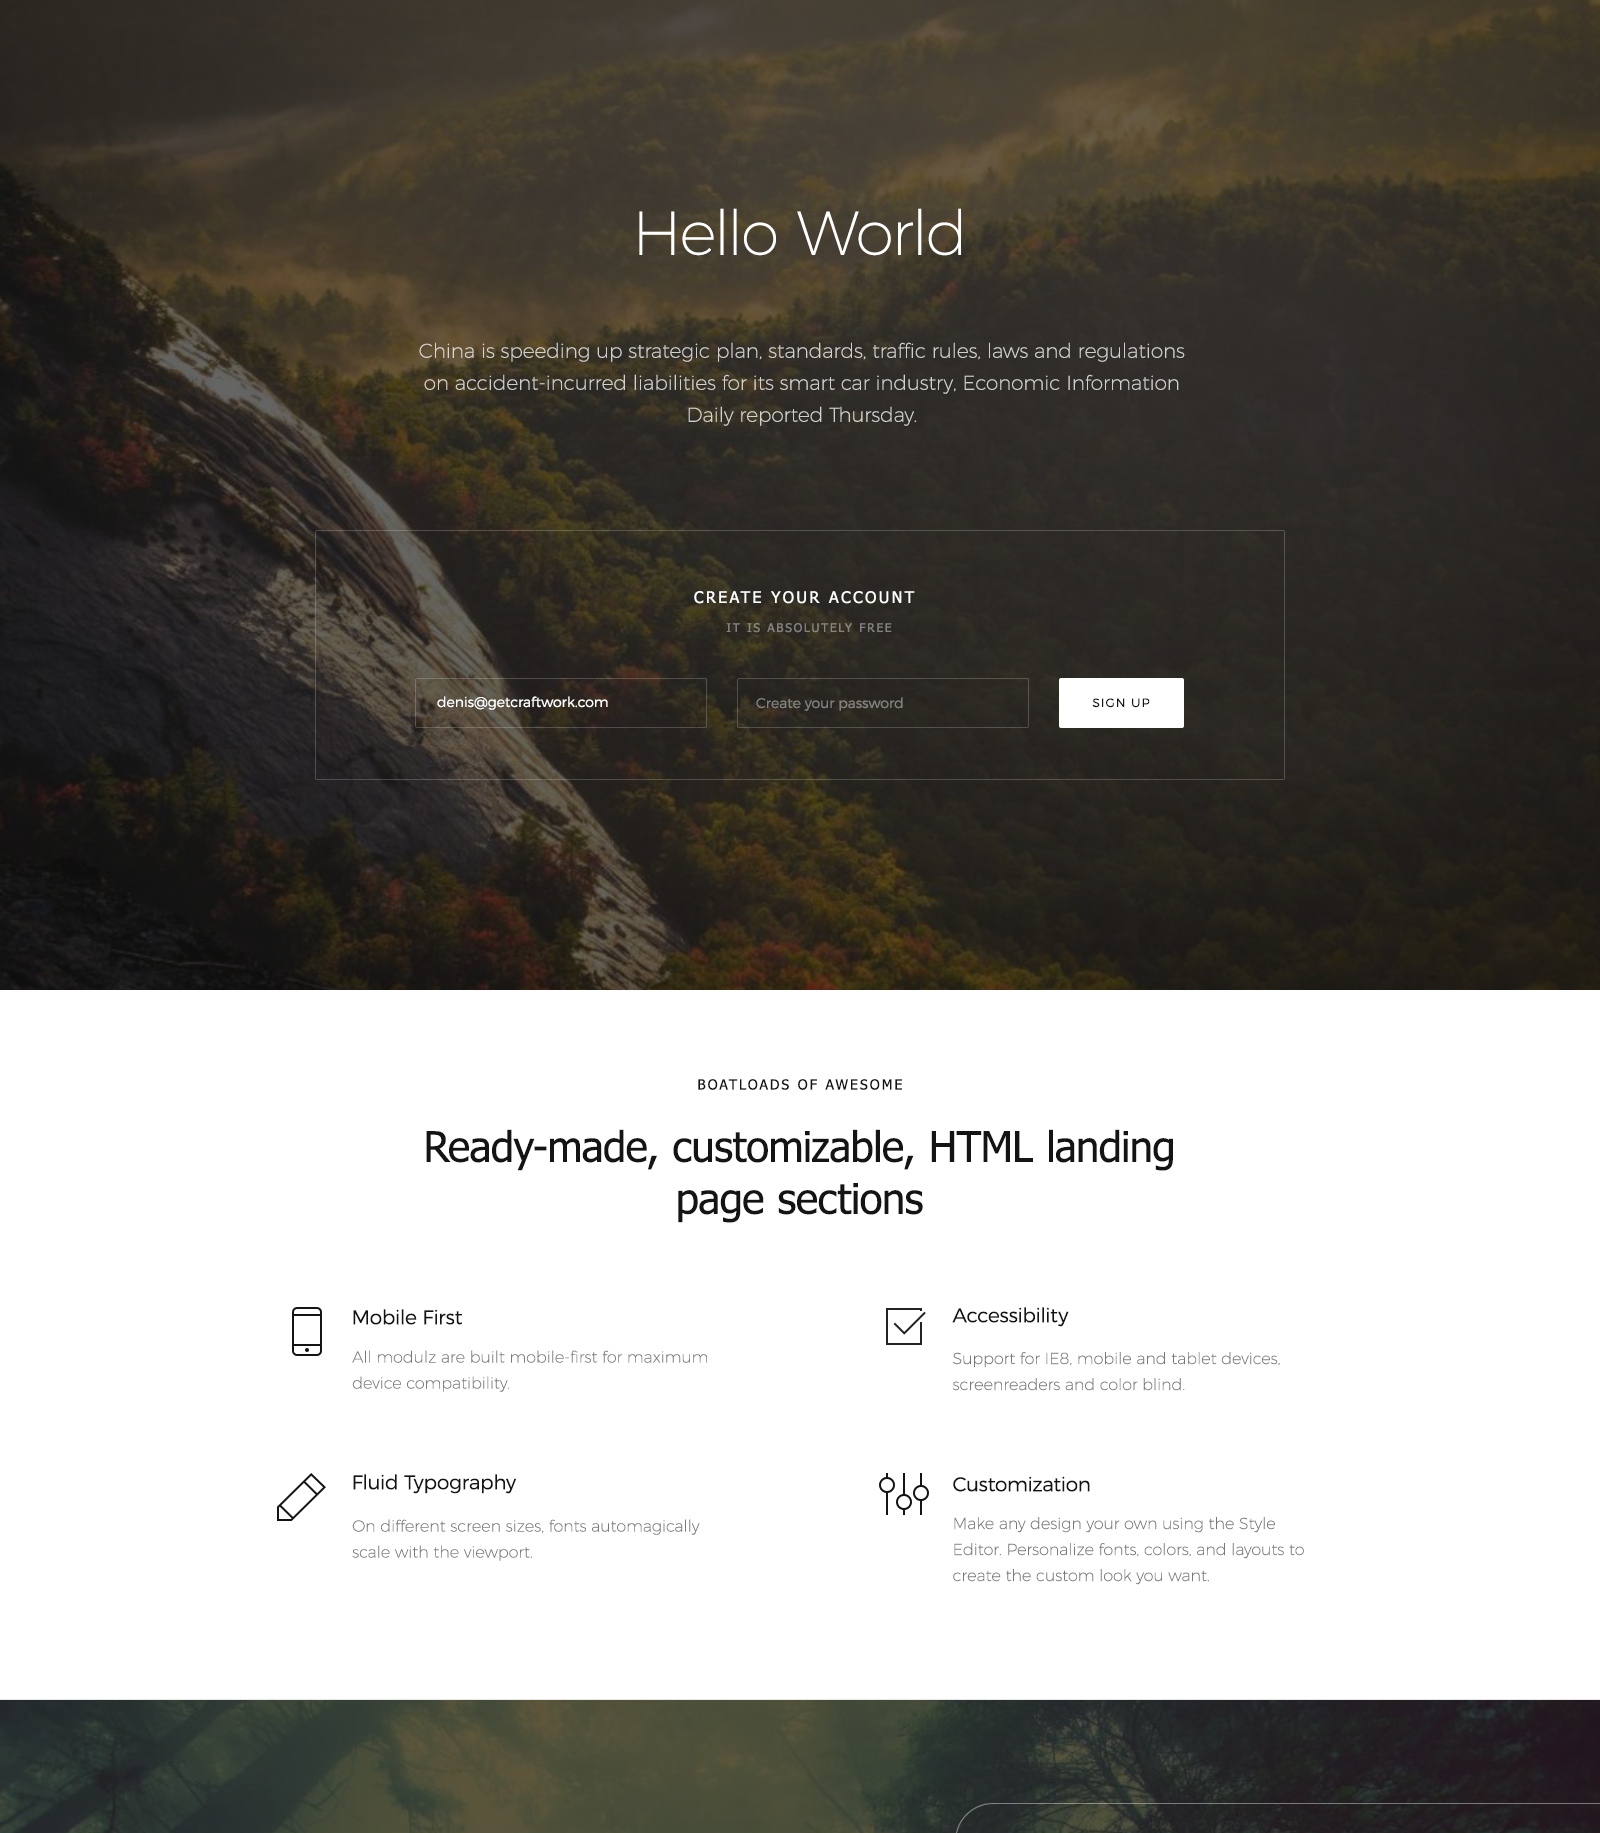 Hello World
China is speeding up strategic plan, standards, traffic rules, laws and regulations
on accident-incurred liabilities for its smart car industry, Economic Information
Daily reported Thursday.
CREATE YOUR ACCOUNT
IT IS ABSOLUTELY FREE
denis@getcraftwork.com
Create your password
SIGN UP
BOATLOADS OF AWESOME
Ready-made, customizable, HTML landing
page sections
Mobile First
All modulz are built mobile-first for maximum
device compatibility.
Accessibility
Support for IE8, mobile and tablet devices,
screenreaders and color blind.
Fluid Typography
On different screen sizes, fonts automagically
scale with the viewport.
Customization
Make any design your own using the Style
Editor. Personalize fonts, colors, and layouts to
create the custom look you want.